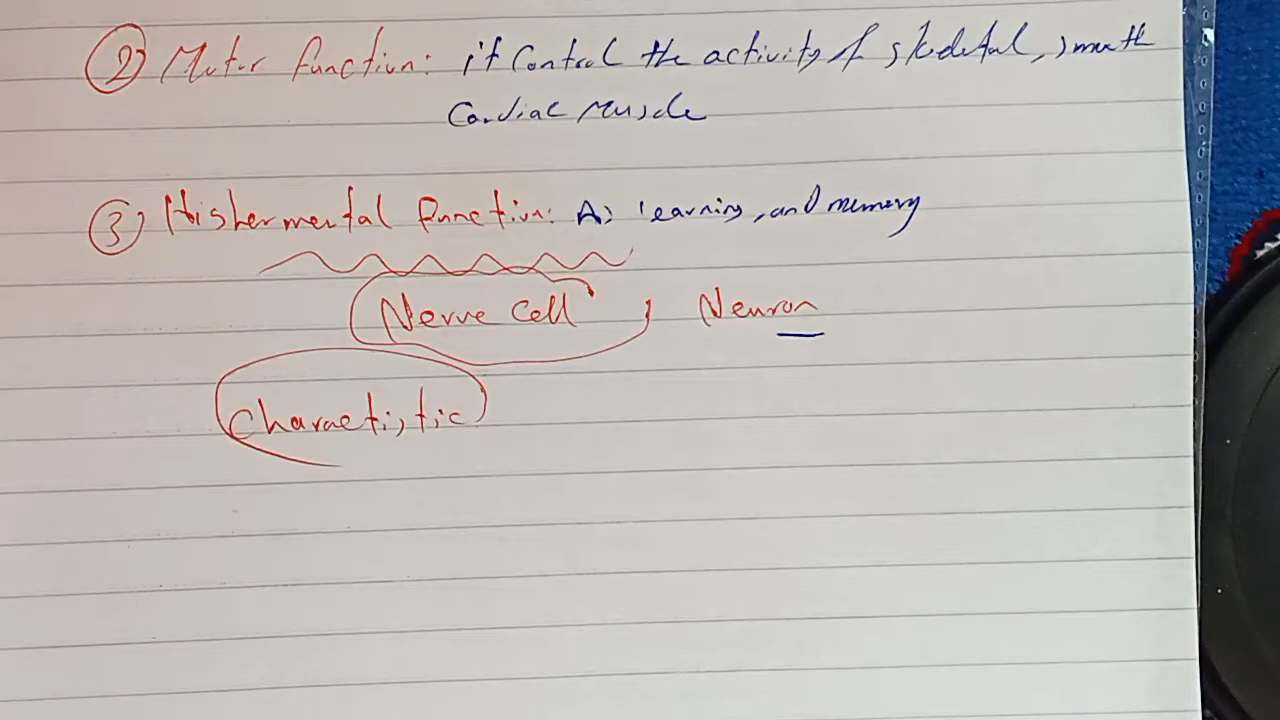 ② Motor function: it Control the activity of skeletal, smooth
Cardiac Muscle
③ Higher mental function: As learning, and memory
Nerve Cell, Neuron
Charactistic